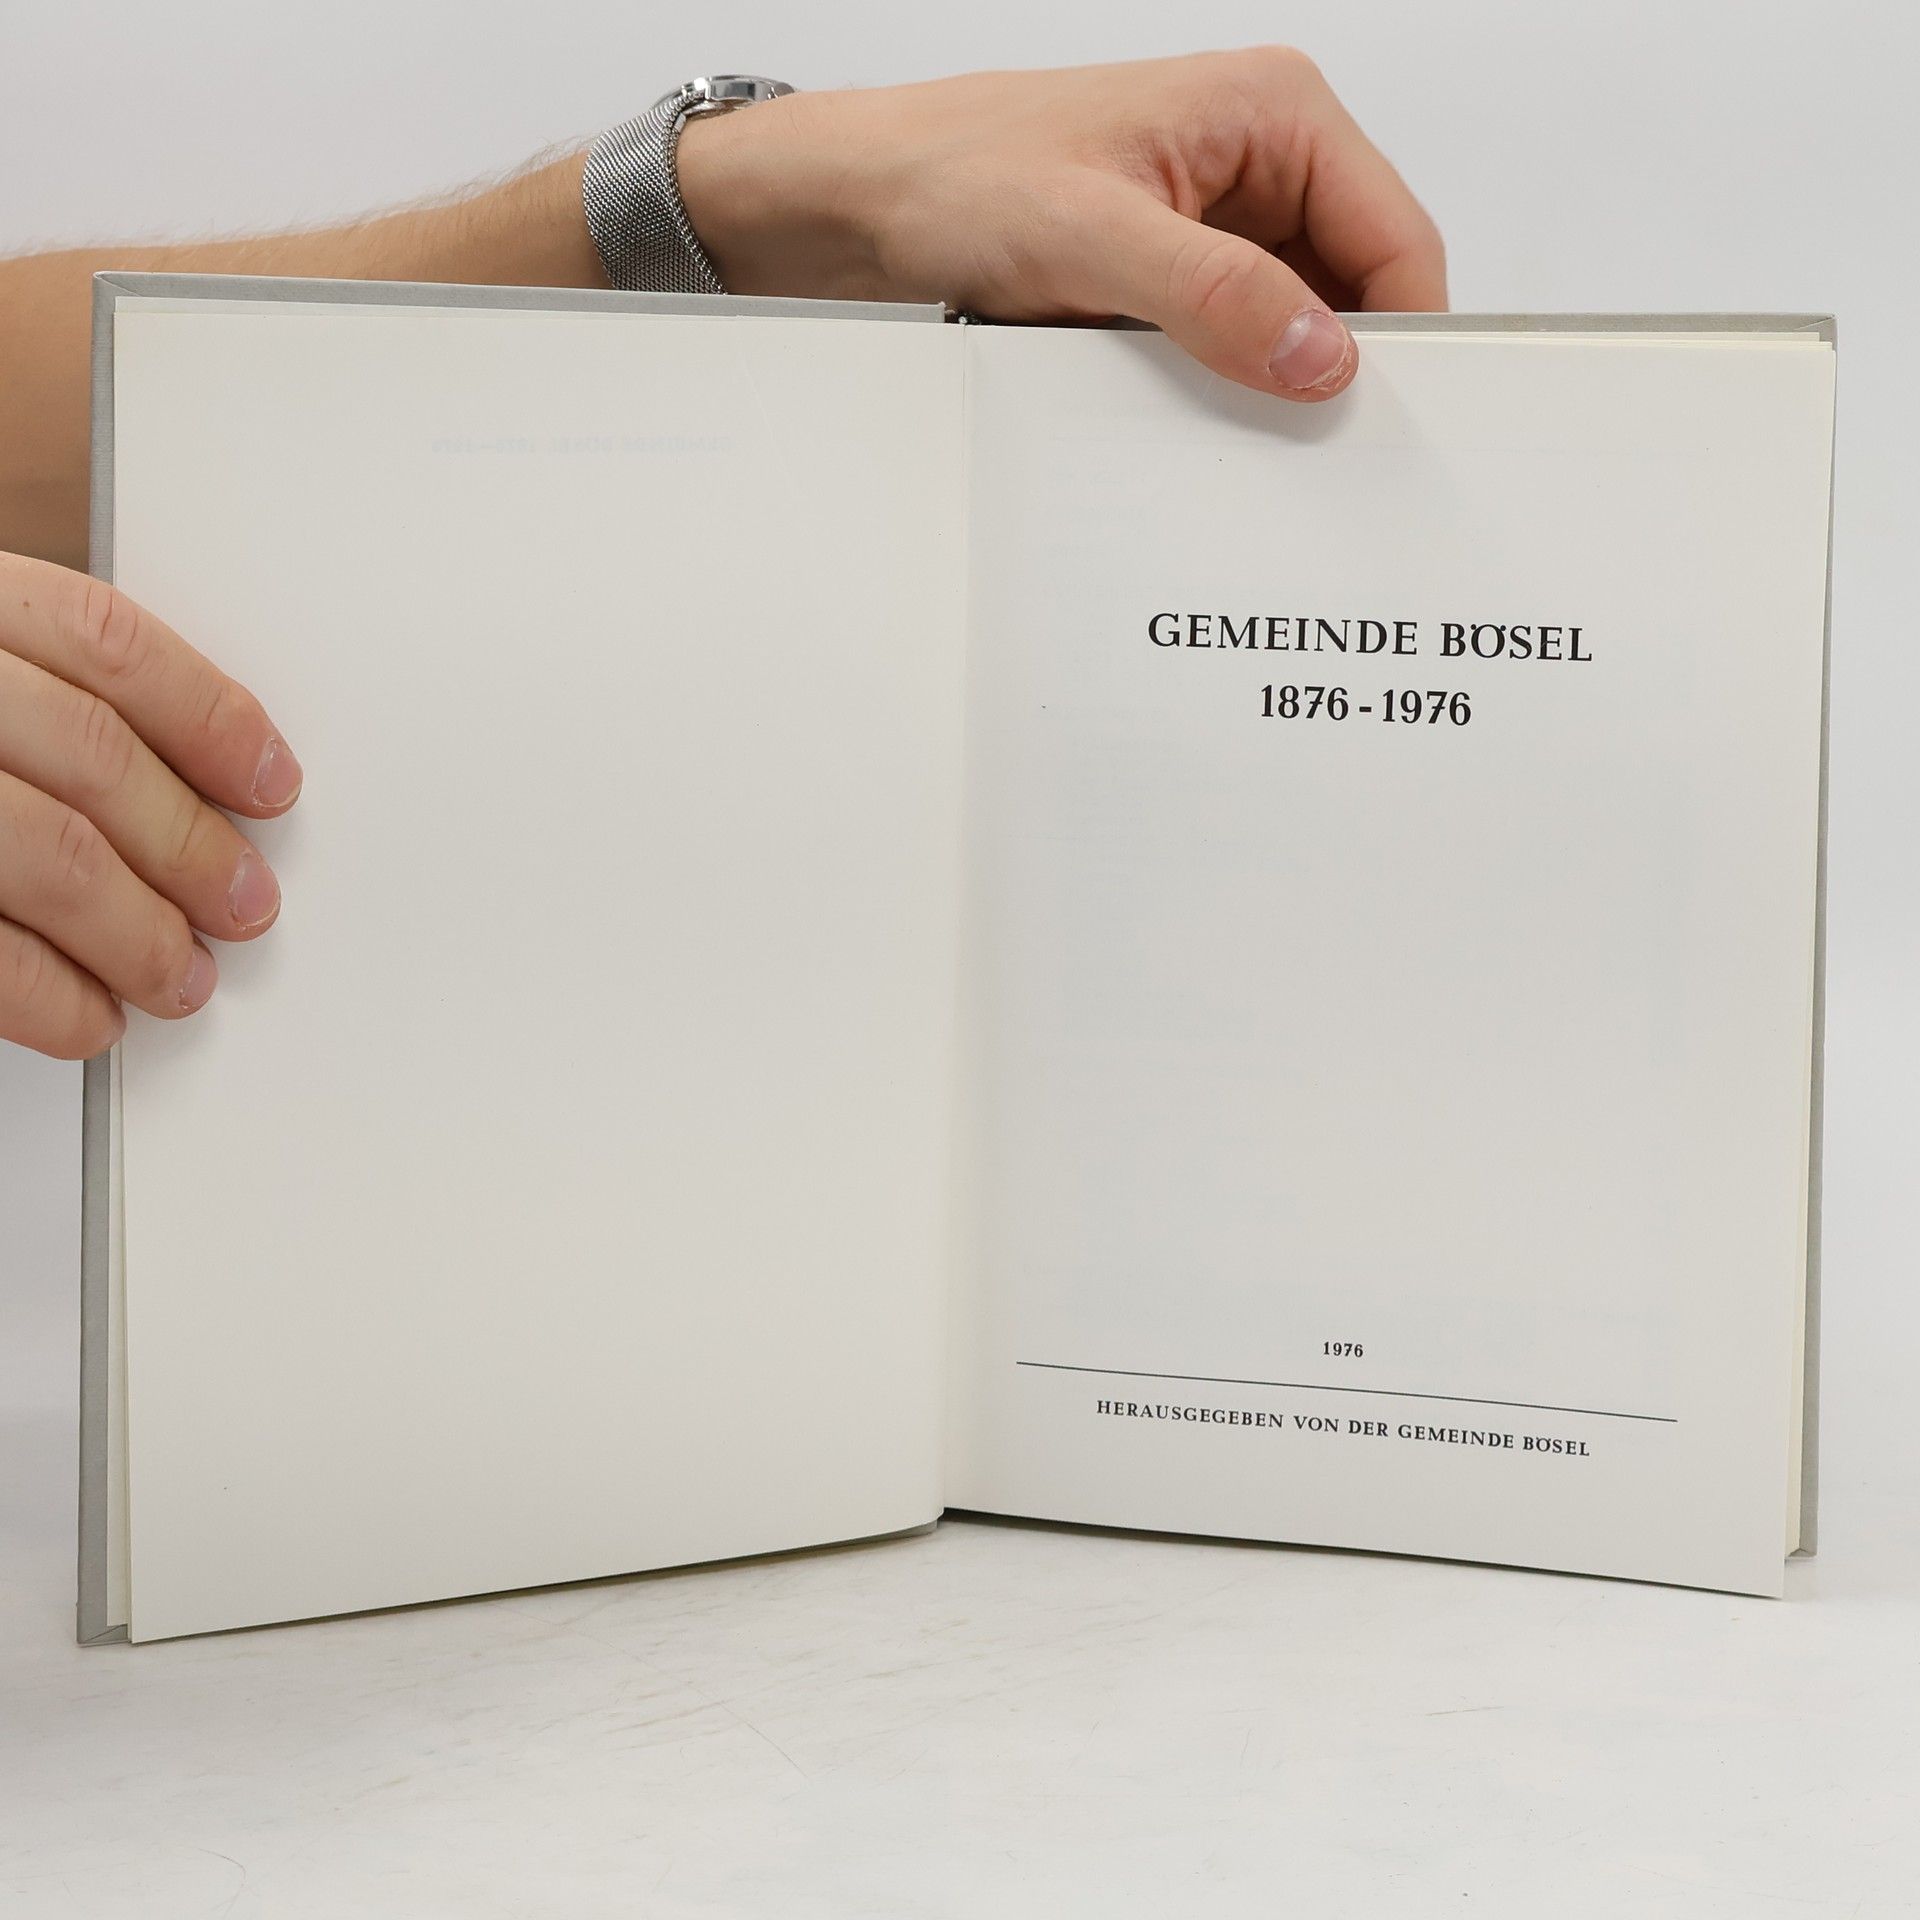 GEMEINDE BÖSEL
1876 - 1976
1976
HERAUSGEGEBEN VON DER GEMEINDE BÖSEL